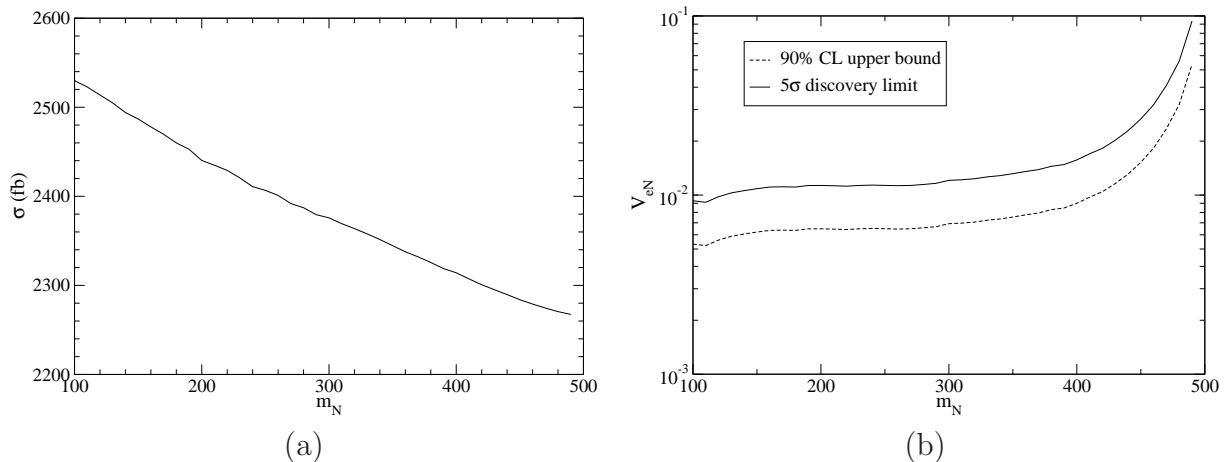 2600
2500
2400
2300
2200
σ (fb)
100 200 300 400 500
m_N
(a)
10^-1
10^-2
10^-3
V_eN
90% CL upper bound
5σ discovery limit
100 200 300 400 500
m_N
(b)